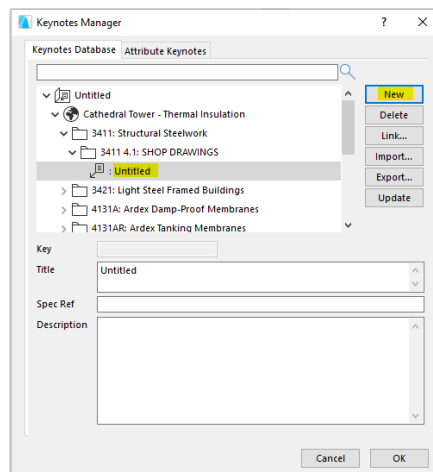 Keynotes Manager ? ×
Keynotes Database Attribute Keynotes
Untitled
New
Cathedral Tower - Thermal Insulation
Delete
3411: Structural Steelwork
Link...
3411 4.1: SHOP DRAWINGS
Import...
: Untitled
Export...
3421: Light Steel Framed Buildings
Update
4131A: Ardex Damp-Proof Membranes
4131AR: Ardex Tanking Membranes
Key
Title Untitled
Spec Ref
Description
Cancel OK